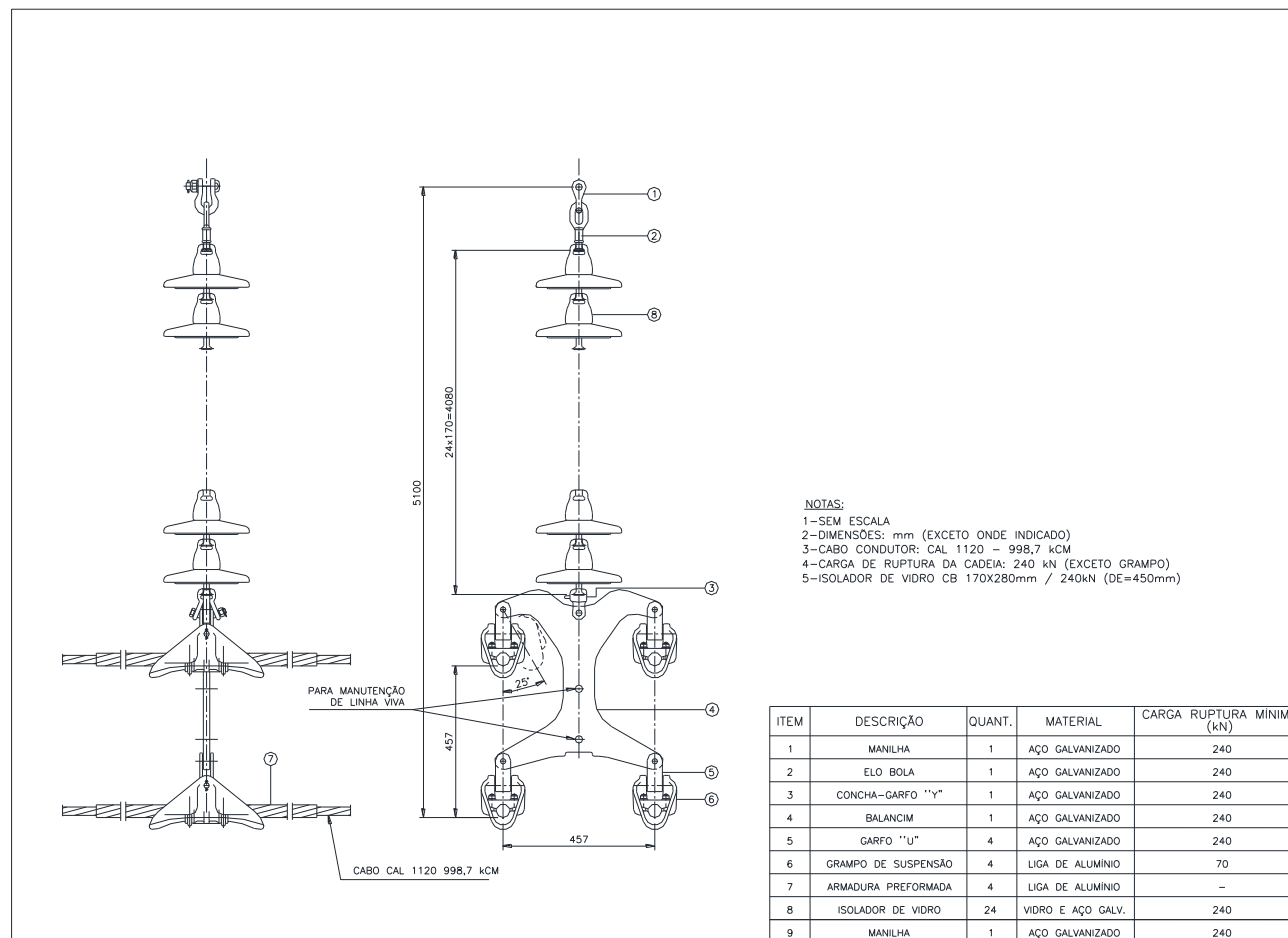 1
2
8
24x170=4080
5100
3
NOTAS:
1-SEM ESCALA
2-DIMENSÕES: mm (EXCETO ONDE INDICADO)
3-CABO CONDUTOR: CAL 1120 - 998,7 kCM
4-CARGA DE RUPTURA DA CADEIA: 240 kN (EXCETO GRAMPO)
5-ISOLADOR DE VIDRO CB 170X280mm / 240kN (DE=450mm)
25°
PARA MANUTENÇÃO
DE LINHA VIVA
4
457
7
5
6
457
CABO CAL 1120 998,7 kCM
ITEM DESCRIÇÃO QUANT. MATERIAL CARGA RUPTURA MÍNIM
(kN)
1 MANILHA 1 AÇO GALVANIZADO 240
2 ELO BOLA 1 AÇO GALVANIZADO 240
3 CONCHA-GARFO ''Y'' 1 AÇO GALVANIZADO 240
4 BALANCIM 1 AÇO GALVANIZADO 240
5 GARFO ''U'' 4 AÇO GALVANIZADO 240
6 GRAMPO DE SUSPENSÃO 4 LIGA DE ALUMÍNIO 70
7 ARMADURA PREFORMADA 4 LIGA DE ALUMÍNIO -
8 ISOLADOR DE VIDRO 24 VIDRO E AÇO GALV. 240
9 MANILHA 1 AÇO GALVANIZADO 240